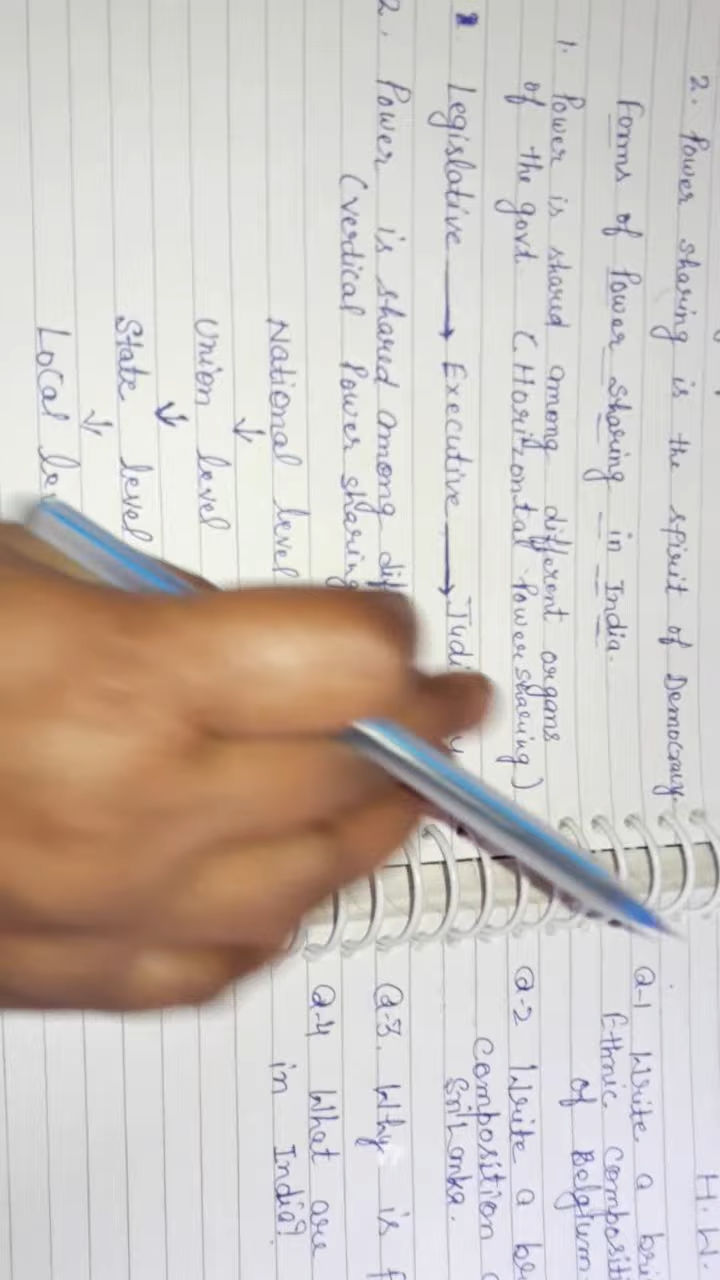 2. Power sharing is the spirit of Democracy.
Forms of Power Sharing in India.
1. Power is shared among different organs
of the govt. (Horizontal Power sharing)
Legislative → Executive →
2. Power is shared among
(vertical Power sharing
National level
↓
Union level
↓
State level
↓
Local
H.W.
Q-1 Write a
Ethnic
of Belgium
Q-2 Write a
Composition
Sri Lanka.
Q-3. Why is
Q-4 What are
in India?